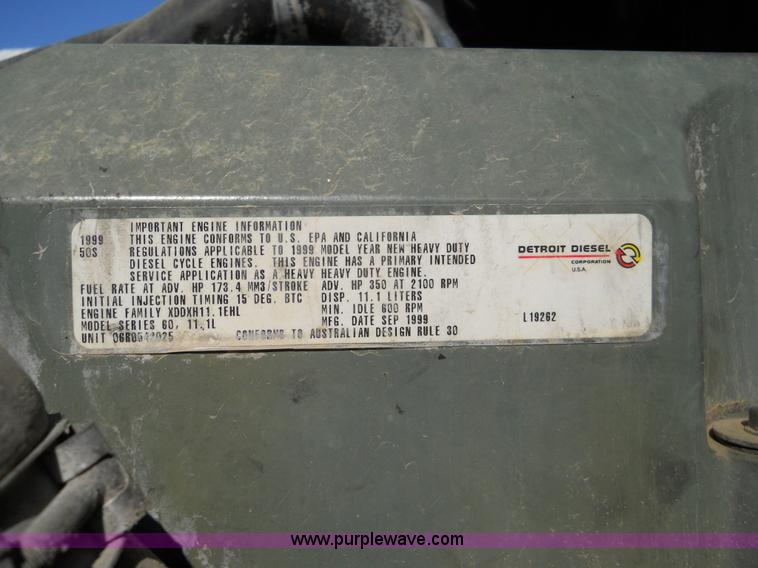 IMPORTANT ENGINE INFORMATION
1999 THIS ENGINE CONFORMS TO U.S. EPA AND CALIFORNIA
50S REGULATIONS APPLICABLE TO 1999 MODEL YEAR NEW HEAVY DUTY
DIESEL CYCLE ENGINES. THIS ENGINE HAS A PRIMARY INTENDED
SERVICE APPLICATION AS A HEAVY HEAVY DUTY ENGINE.
FUEL RATE AT ADV. HP 173.4 MM3/STROKE ADV. HP 350 AT 2100 RPM
INITIAL INJECTION TIMING 15 DEG. BTC DISP. 11.1 LITERS
ENGINE FAMILY XDDXH11.1EHL MIN. IDLE 600 RPM
MODEL SERIES 60, 11.1L MFG. DATE SEP 1999
UNIT CONFORMS TO AUSTRALIAN DESIGN RULE 30
DETROIT DIESEL
CORPORATION
U.S.A.
L19262
www.purplewave.com